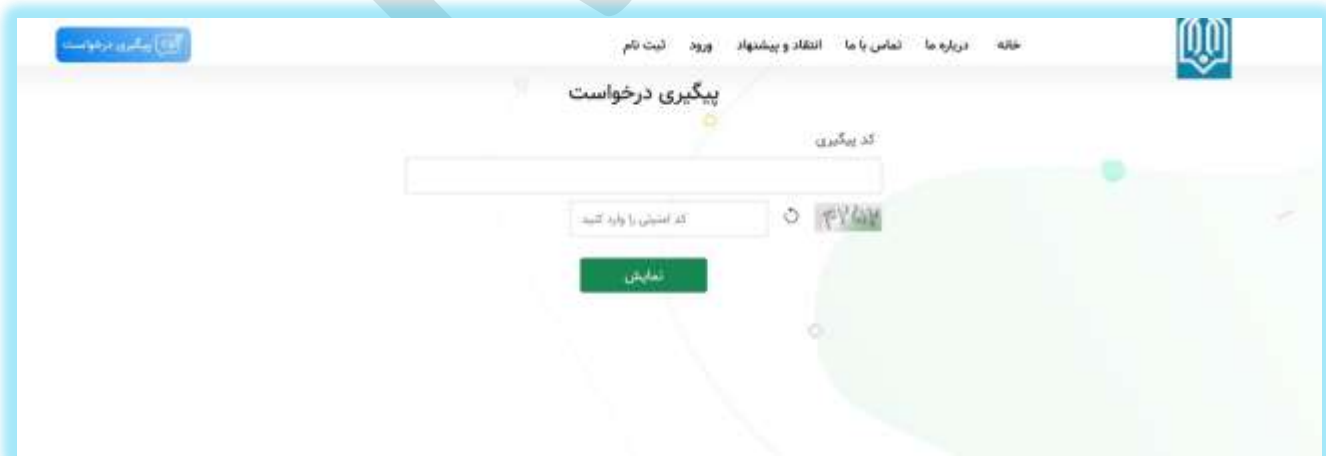 خانه درباره ما تماس با ما انتقاد و پیشنهاد ورود ثبت نام
پیگیری درخواست
پیگیری درخواست
کد پیگیری
کد امنیتی را وارد کنید
نمایش